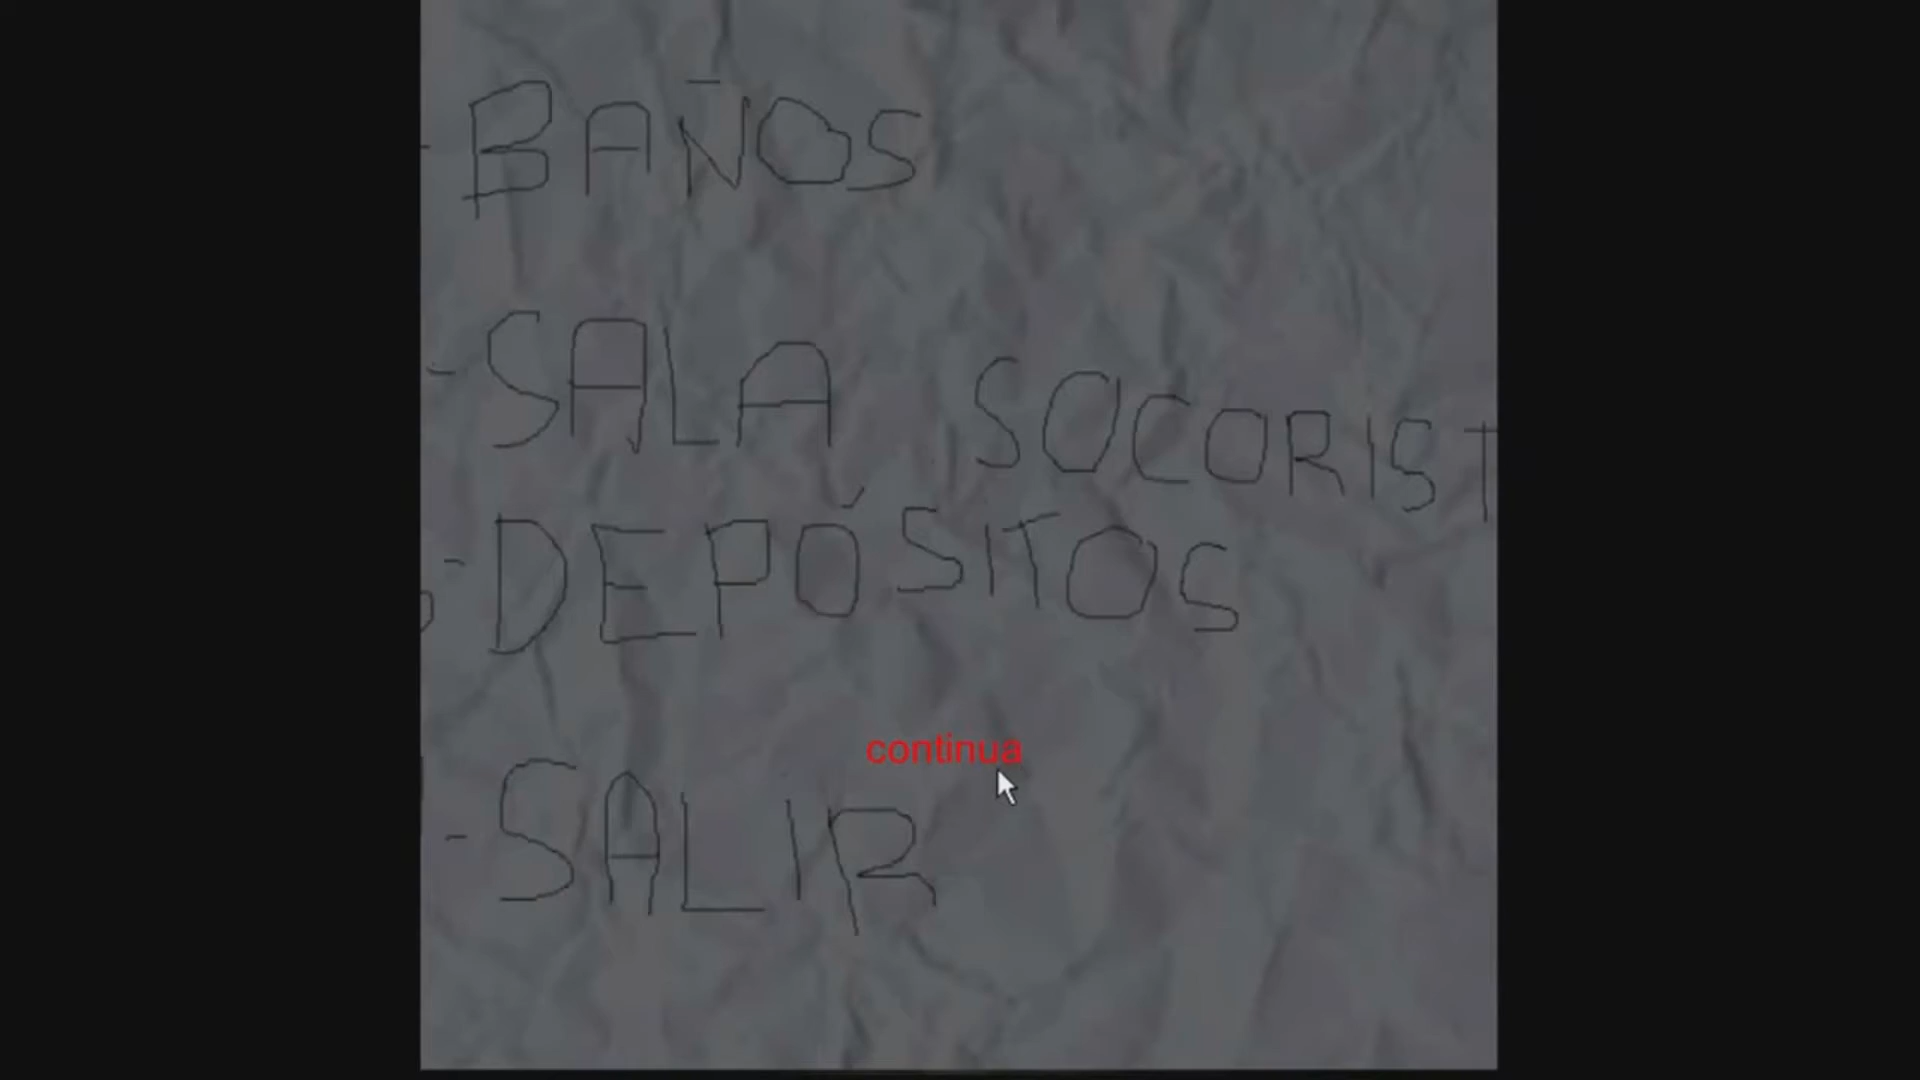 -BAÑOS
-SALA SOCORIST
-DEPÓSITOS
continua
-SALIR